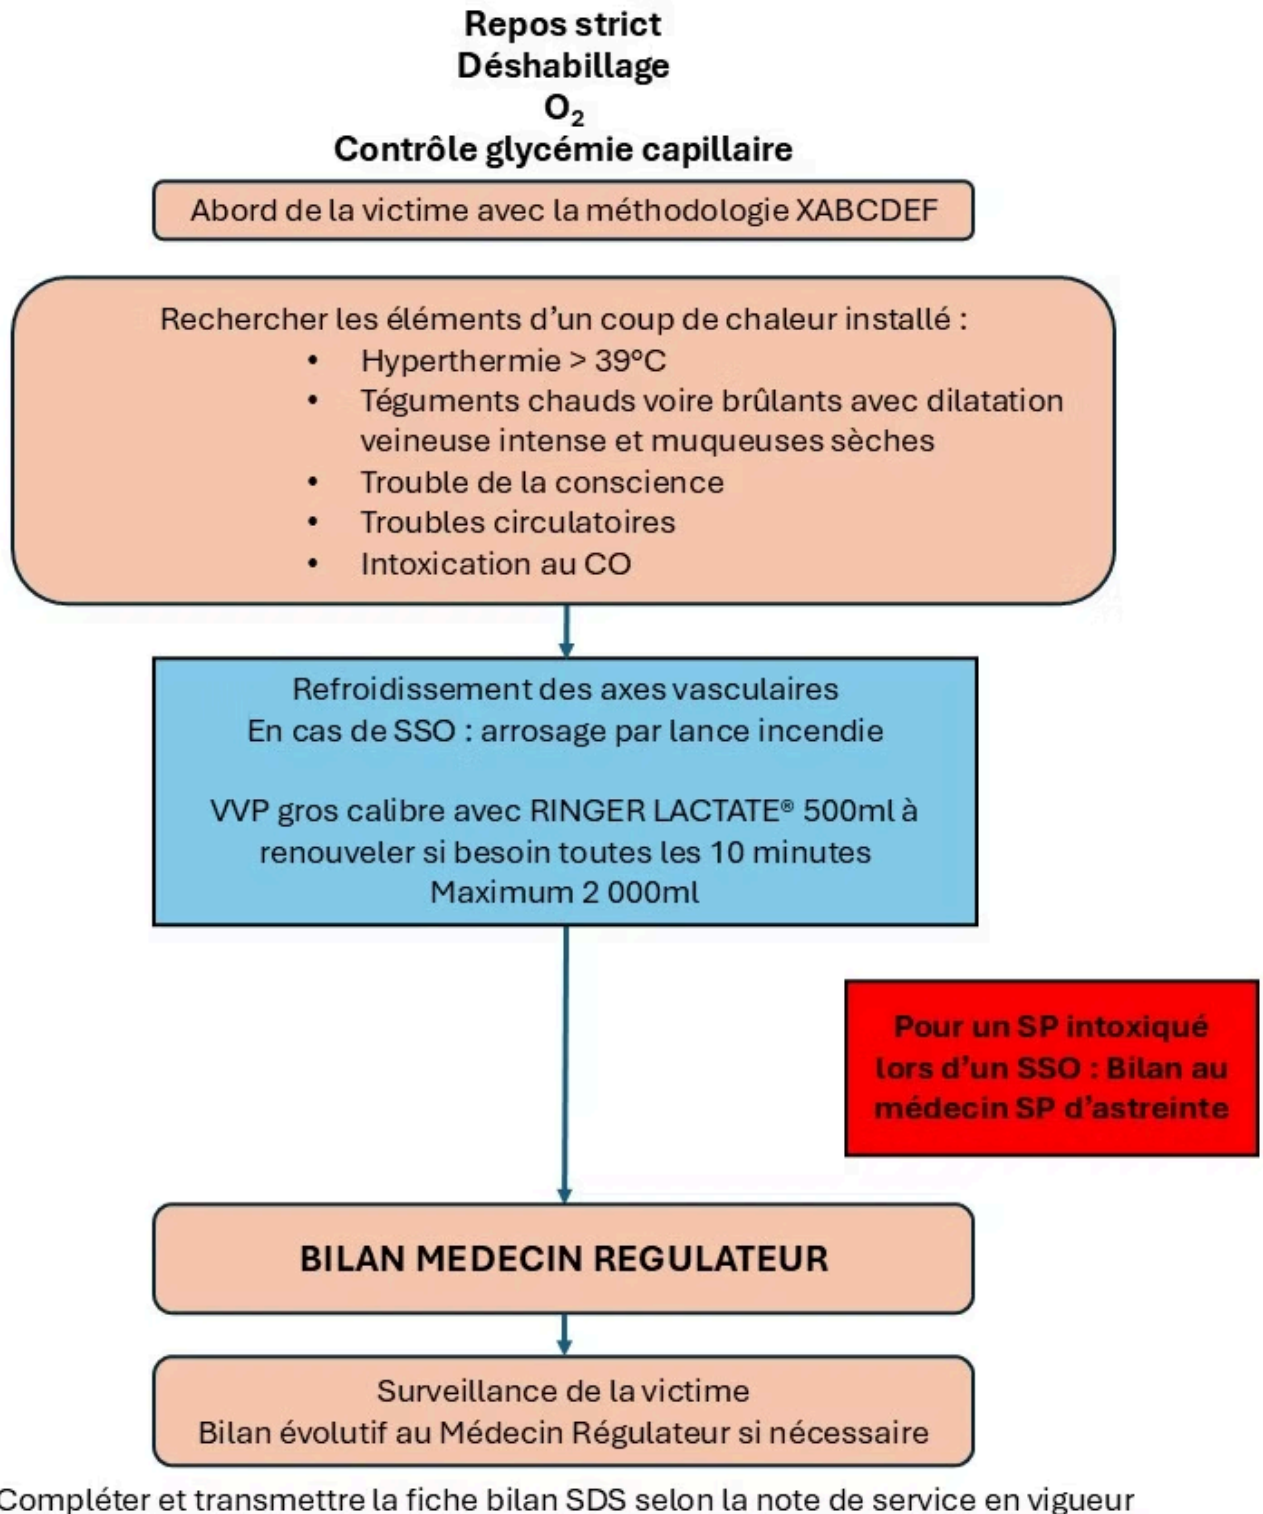 Repos strict
Déshabillage
O₂
Contrôle glycémie capillaire
Abord de la victime avec la méthodologie XABCDEF
Rechercher les éléments d’un coup de chaleur installé :
• Hyperthermie > 39°C
• Téguments chauds voire brûlants avec dilatation
veineuse intense et muqueuses sèches
• Trouble de la conscience
• Troubles circulatoires
• Intoxication au CO
Refroidissement des axes vasculaires
En cas de SSO : arrosage par lance incendie
VVP gros calibre avec RINGER LACTATE® 500ml à
renouveler si besoin toutes les 10 minutes
Maximum 2 000ml
Pour un SP intoxiqué
lors d’un SSO : Bilan au
médecin SP d’astreinte
BILAN MEDECIN REGULATEUR
Surveillance de la victime
Bilan évolutif au Médecin Régulateur si nécessaire
Compléter et transmettre la fiche bilan SDS selon la note de service en vigueur